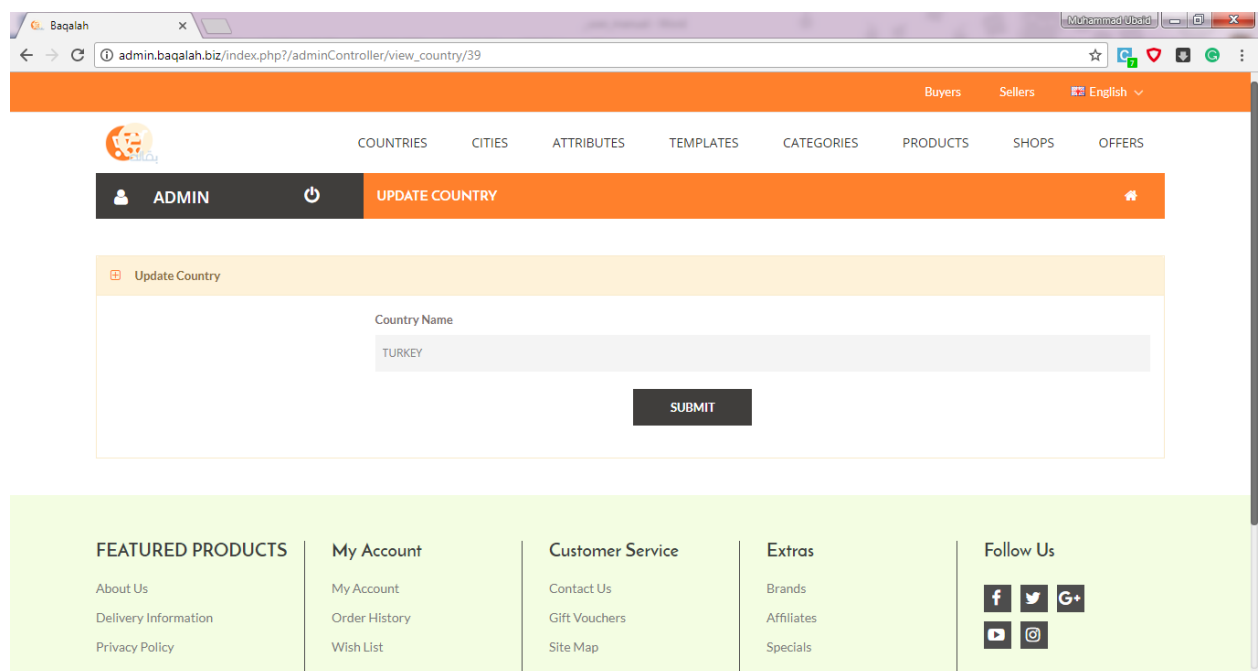 Baqalah
Muhammad Ubaid
admin.baqalah.biz/index.php?/adminController/view_country/39
7
Buyers Sellers English
بقالة
COUNTRIES CITIES ATTRIBUTES TEMPLATES CATEGORIES PRODUCTS SHOPS OFFERS
ADMIN UPDATE COUNTRY
Update Country
Country Name
TURKEY
SUBMIT
FEATURED PRODUCTS My Account Customer Service Extras Follow Us
About Us My Account Contact Us Brands
Delivery Information Order History Gift Vouchers Affiliates
Privacy Policy Wish List Site Map Specials